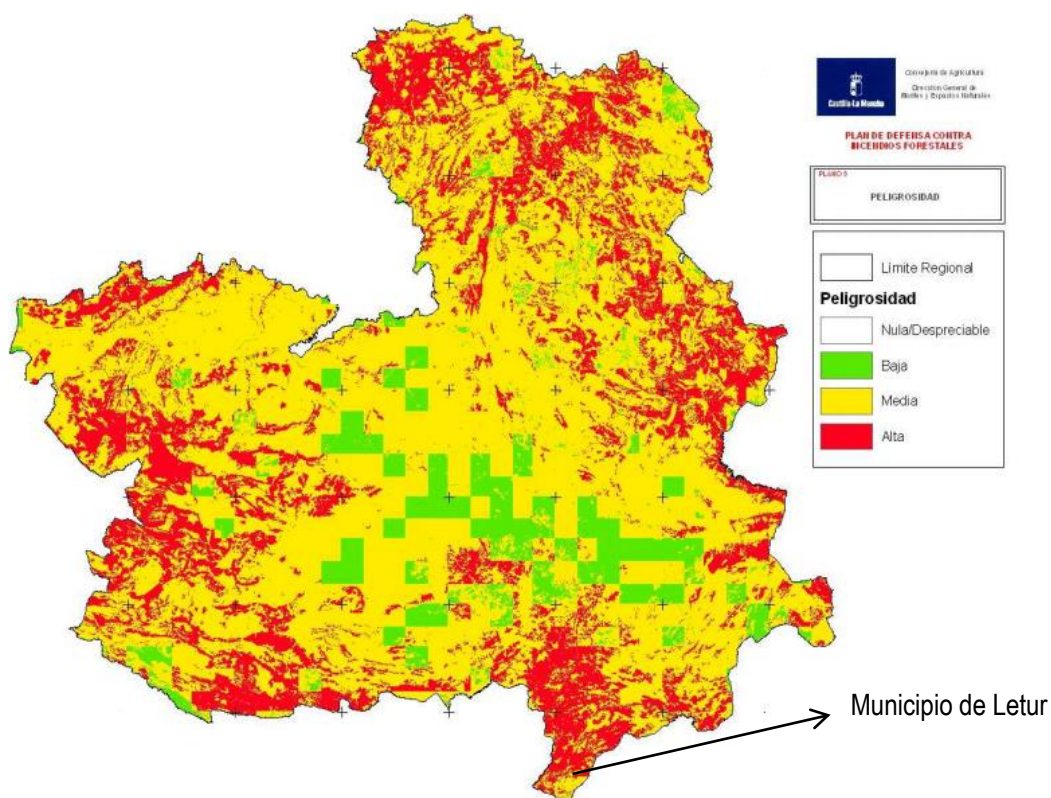 Castilla-La Mancha
Consejería de Agricultura
Dirección General de
Montes y Espacios Naturales
PLAN DE DEFENSA CONTRA
INCENDIOS FORESTALES
PLANO 9
PELIGROSIDAD
Límite Regional
Peligrosidad
Nula/Despreciable
Baja
Media
Alta
Municipio de Letur